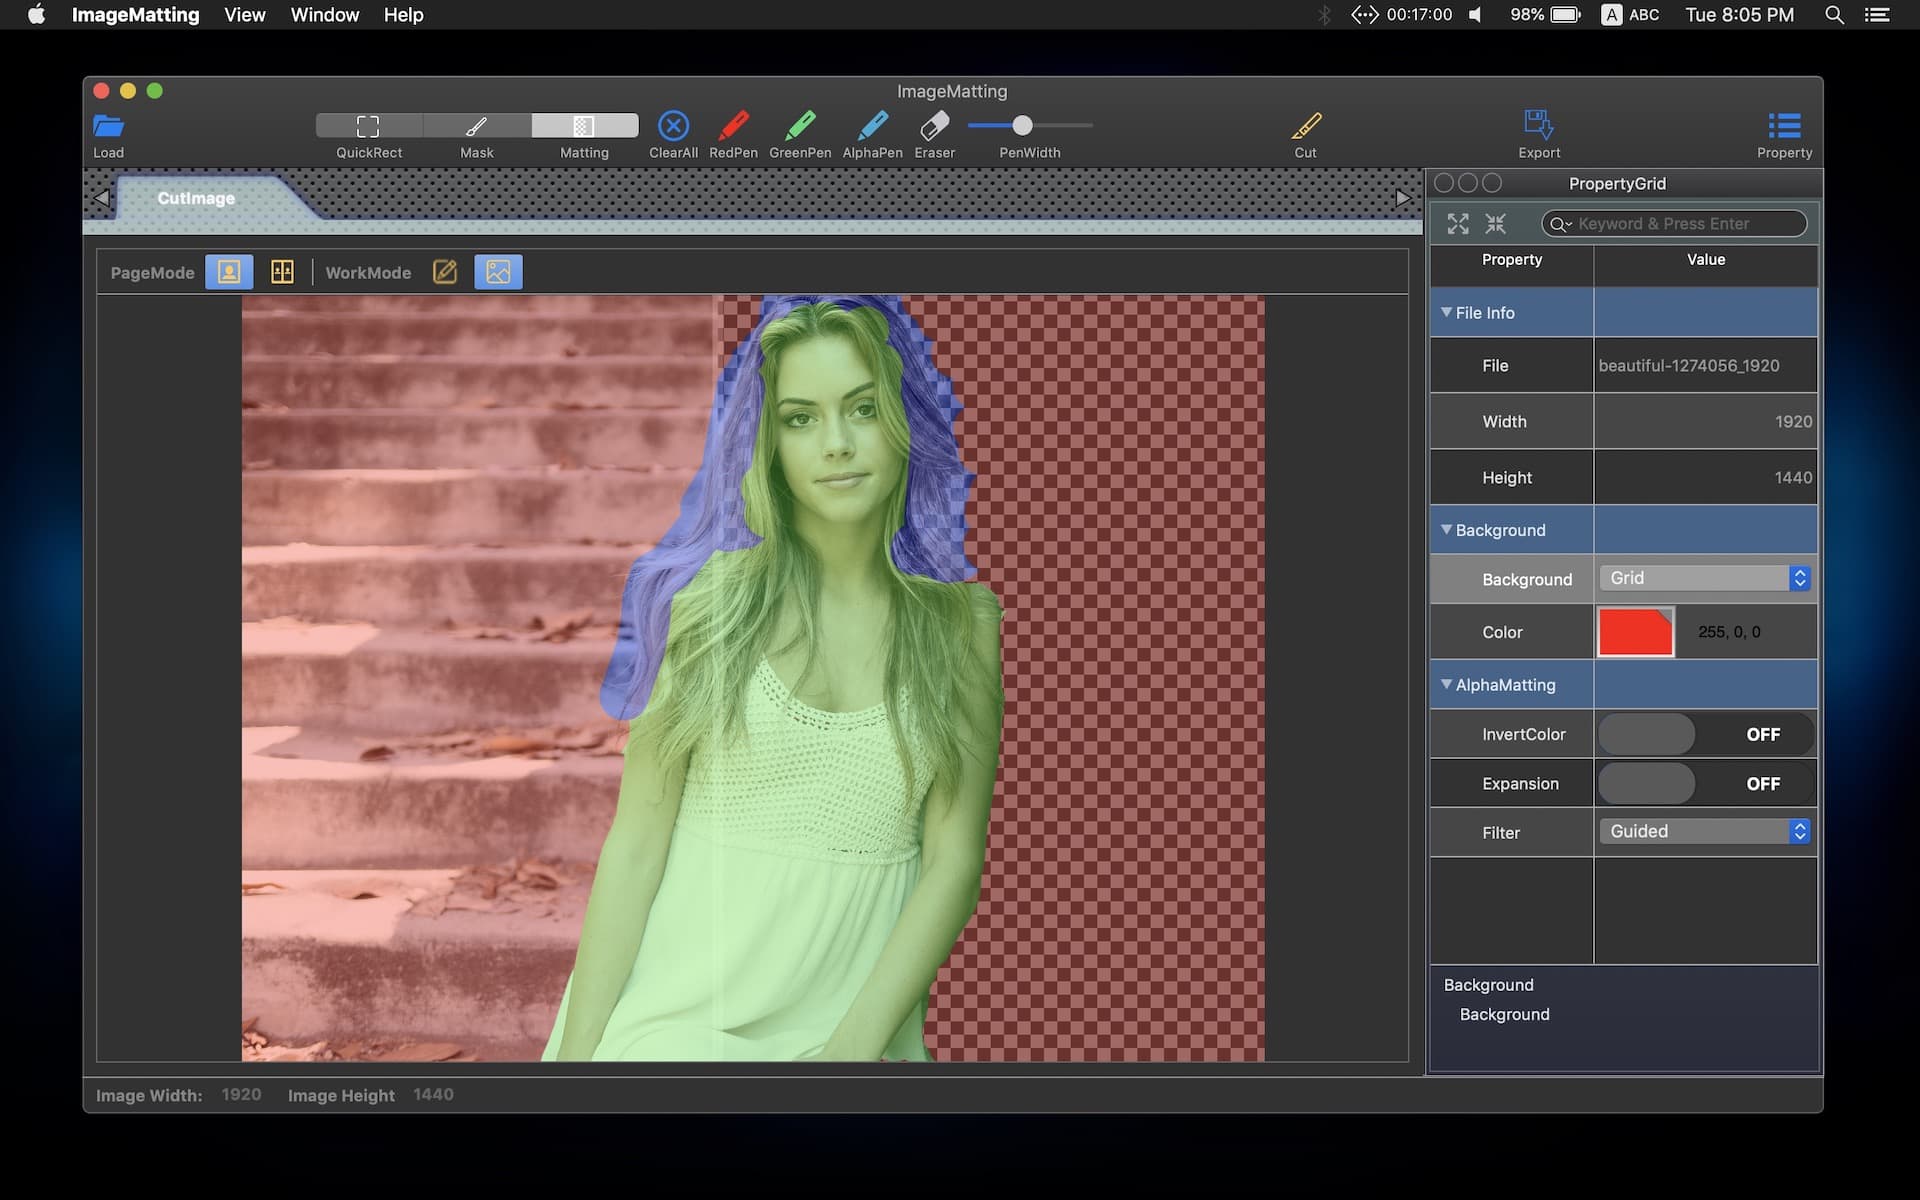 ImageMatting View Window Help 00:17:00 98% A ABC Tue 8:05 PM
ImageMatting
Load QuickRect Mask Matting ClearAll RedPen GreenPen AlphaPen Eraser PenWidth Cut Export Property
CutImage
PropertyGrid
Keyword & Press Enter
PageMode WorkMode
Property Value
File Info
File beautiful-1274056_1920
Width 1920
Height 1440
Background
Background Grid
Color 255, 0, 0
AlphaMatting
InvertColor OFF
Expansion OFF
Filter Guided
Background
Background
Image Width: 1920 Image Height 1440